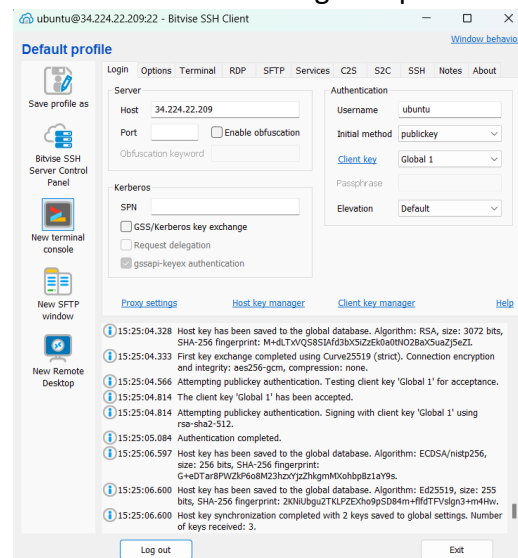 ubuntu@34.224.22.209:22 - Bitvise SSH Client
Default profile
Window behavio
Save profile as
Bitvise SSH
Server Control
Panel
New terminal
console
New SFTP
window
New Remote
Desktop
Login Options Terminal RDP SFTP Services C2S S2C SSH Notes About
Server
Host 34.224.22.209
Port Enable obfuscation
Obfuscation keyword
Kerberos
SPN
GSS/Kerberos key exchange
Request delegation
gssapi-keyex authentication
Authentication
Username ubuntu
Initial method publickey
Client key Global 1
Passphrase
Elevation Default
Proxy settings Host key manager Client key manager Help
15:25:04.328 Host key has been saved to the global database. Algorithm: RSA, size: 3072 bits,
SHA-256 fingerprint: M+dLTxVQS8SIAfd3bX5iZzEk0a0tNO2BaX5uaZj5eZI.
15:25:04.333 First key exchange completed using Curve25519 (strict). Connection encryption
and integrity: aes256-gcm, compression: none.
15:25:04.566 Attempting publickey authentication. Testing client key 'Global 1' for acceptance.
15:25:04.814 The client key 'Global 1' has been accepted.
15:25:04.814 Attempting publickey authentication. Signing with client key 'Global 1' using
rsa-sha2-512.
15:25:05.084 Authentication completed.
15:25:06.597 Host key has been saved to the global database. Algorithm: ECDSA/nistp256,
size: 256 bits, SHA-256 fingerprint:
G+eDTar8PWZkP6o8M23hzxYjzZhkgmMXohbpBz1aY9s.
15:25:06.600 Host key has been saved to the global database. Algorithm: Ed25519, size: 255
bits, SHA-256 fingerprint: 2KNiUbgu2TKLPZEXho9pSD84m+flfdTFVslgn3+m4Hw.
15:25:06.600 Host key synchronization completed with 2 keys saved to global settings. Number
of keys received: 3.
Log out Exit